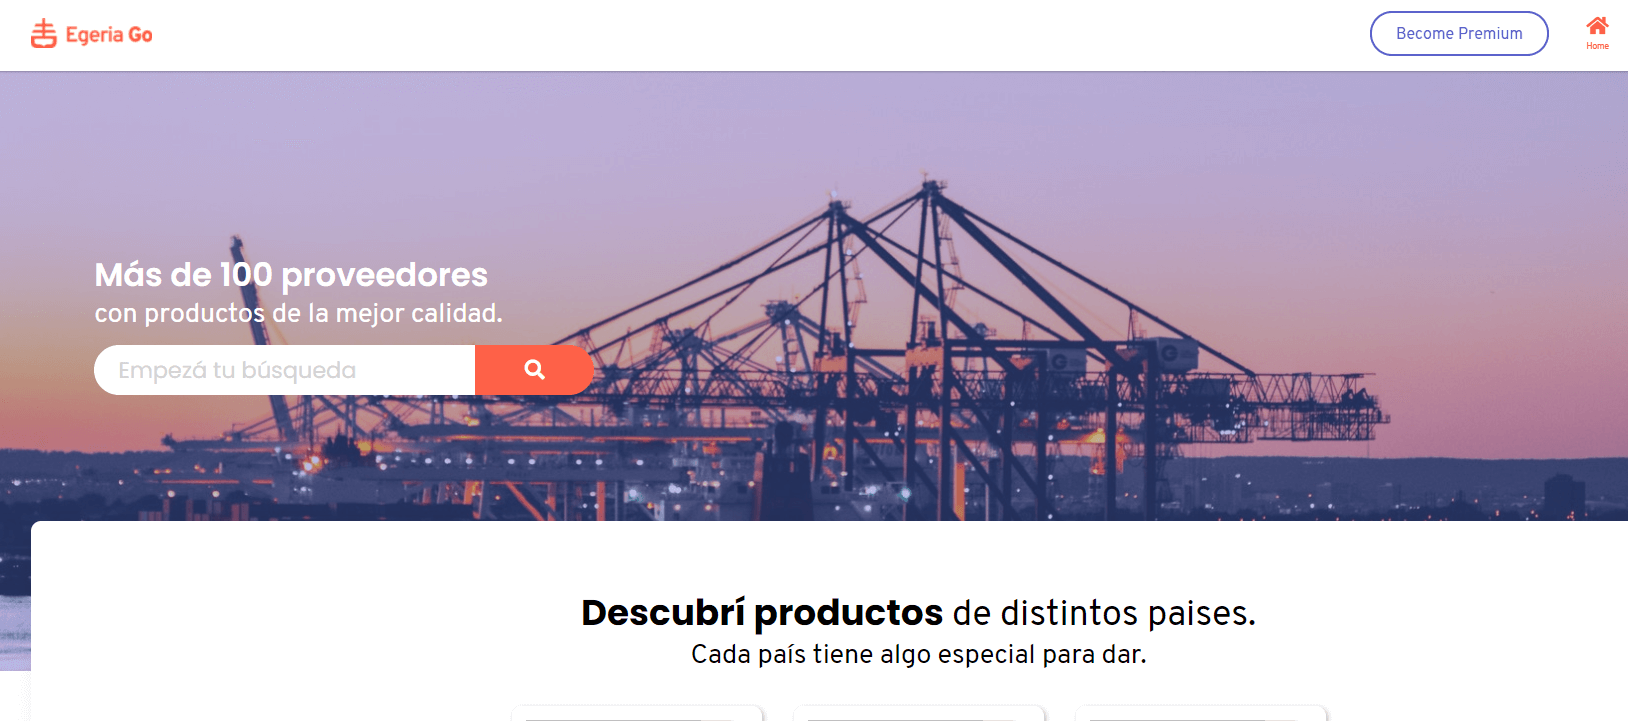 Egeria Go
Become Premium
Home
Más de 100 proveedores
con productos de la mejor calidad.
Empezá tu búsqueda
Descubrí productos de distintos paises.
Cada país tiene algo especial para dar.